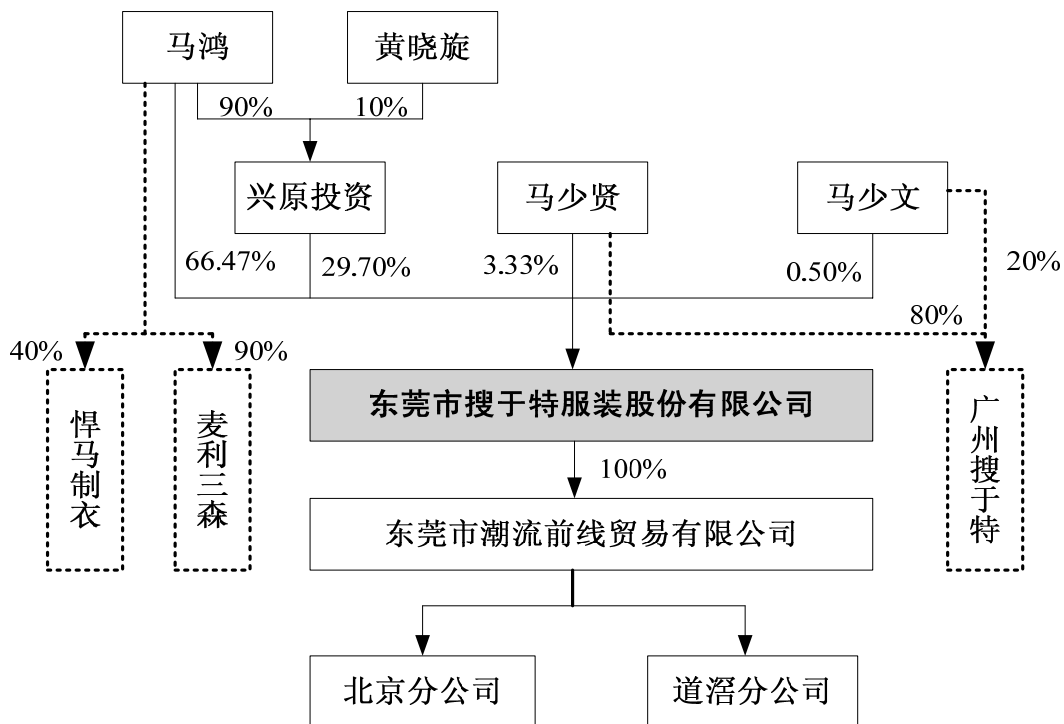 马鸿
黄晓旋
90%
10%
兴原投资
马少贤
马少文
66.47%
29.70%
3.33%
0.50%
20%
80%
40%
90%
悍马制衣
麦利三森
东莞市搜于特服装股份有限公司
广州搜于特
100%
东莞市潮流前线贸易有限公司
北京分公司
道滘分公司